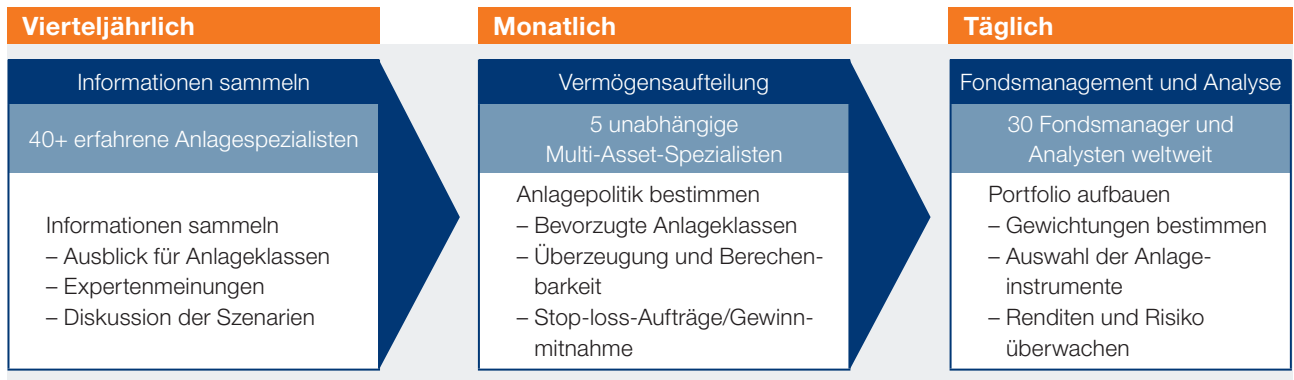 Vierteljährlich
Informationen sammeln
40+ erfahrene Anlagespezialisten
Informationen sammeln
– Ausblick für Anlageklassen
– Expertenmeinungen
– Diskussion der Szenarien
Monatlich
Vermögensaufteilung
5 unabhängige
Multi-Asset-Spezialisten
Anlagepolitik bestimmen
– Bevorzugte Anlageklassen
– Überzeugung und Berechen-
barkeit
– Stop-loss-Aufträge/Gewinn-
mitnahme
Täglich
Fondsmanagement und Analyse
30 Fondsmanager und
Analysten weltweit
Portfolio aufbauen
– Gewichtungen bestimmen
– Auswahl der Anlage-
instrumente
– Renditen und Risiko
überwachen